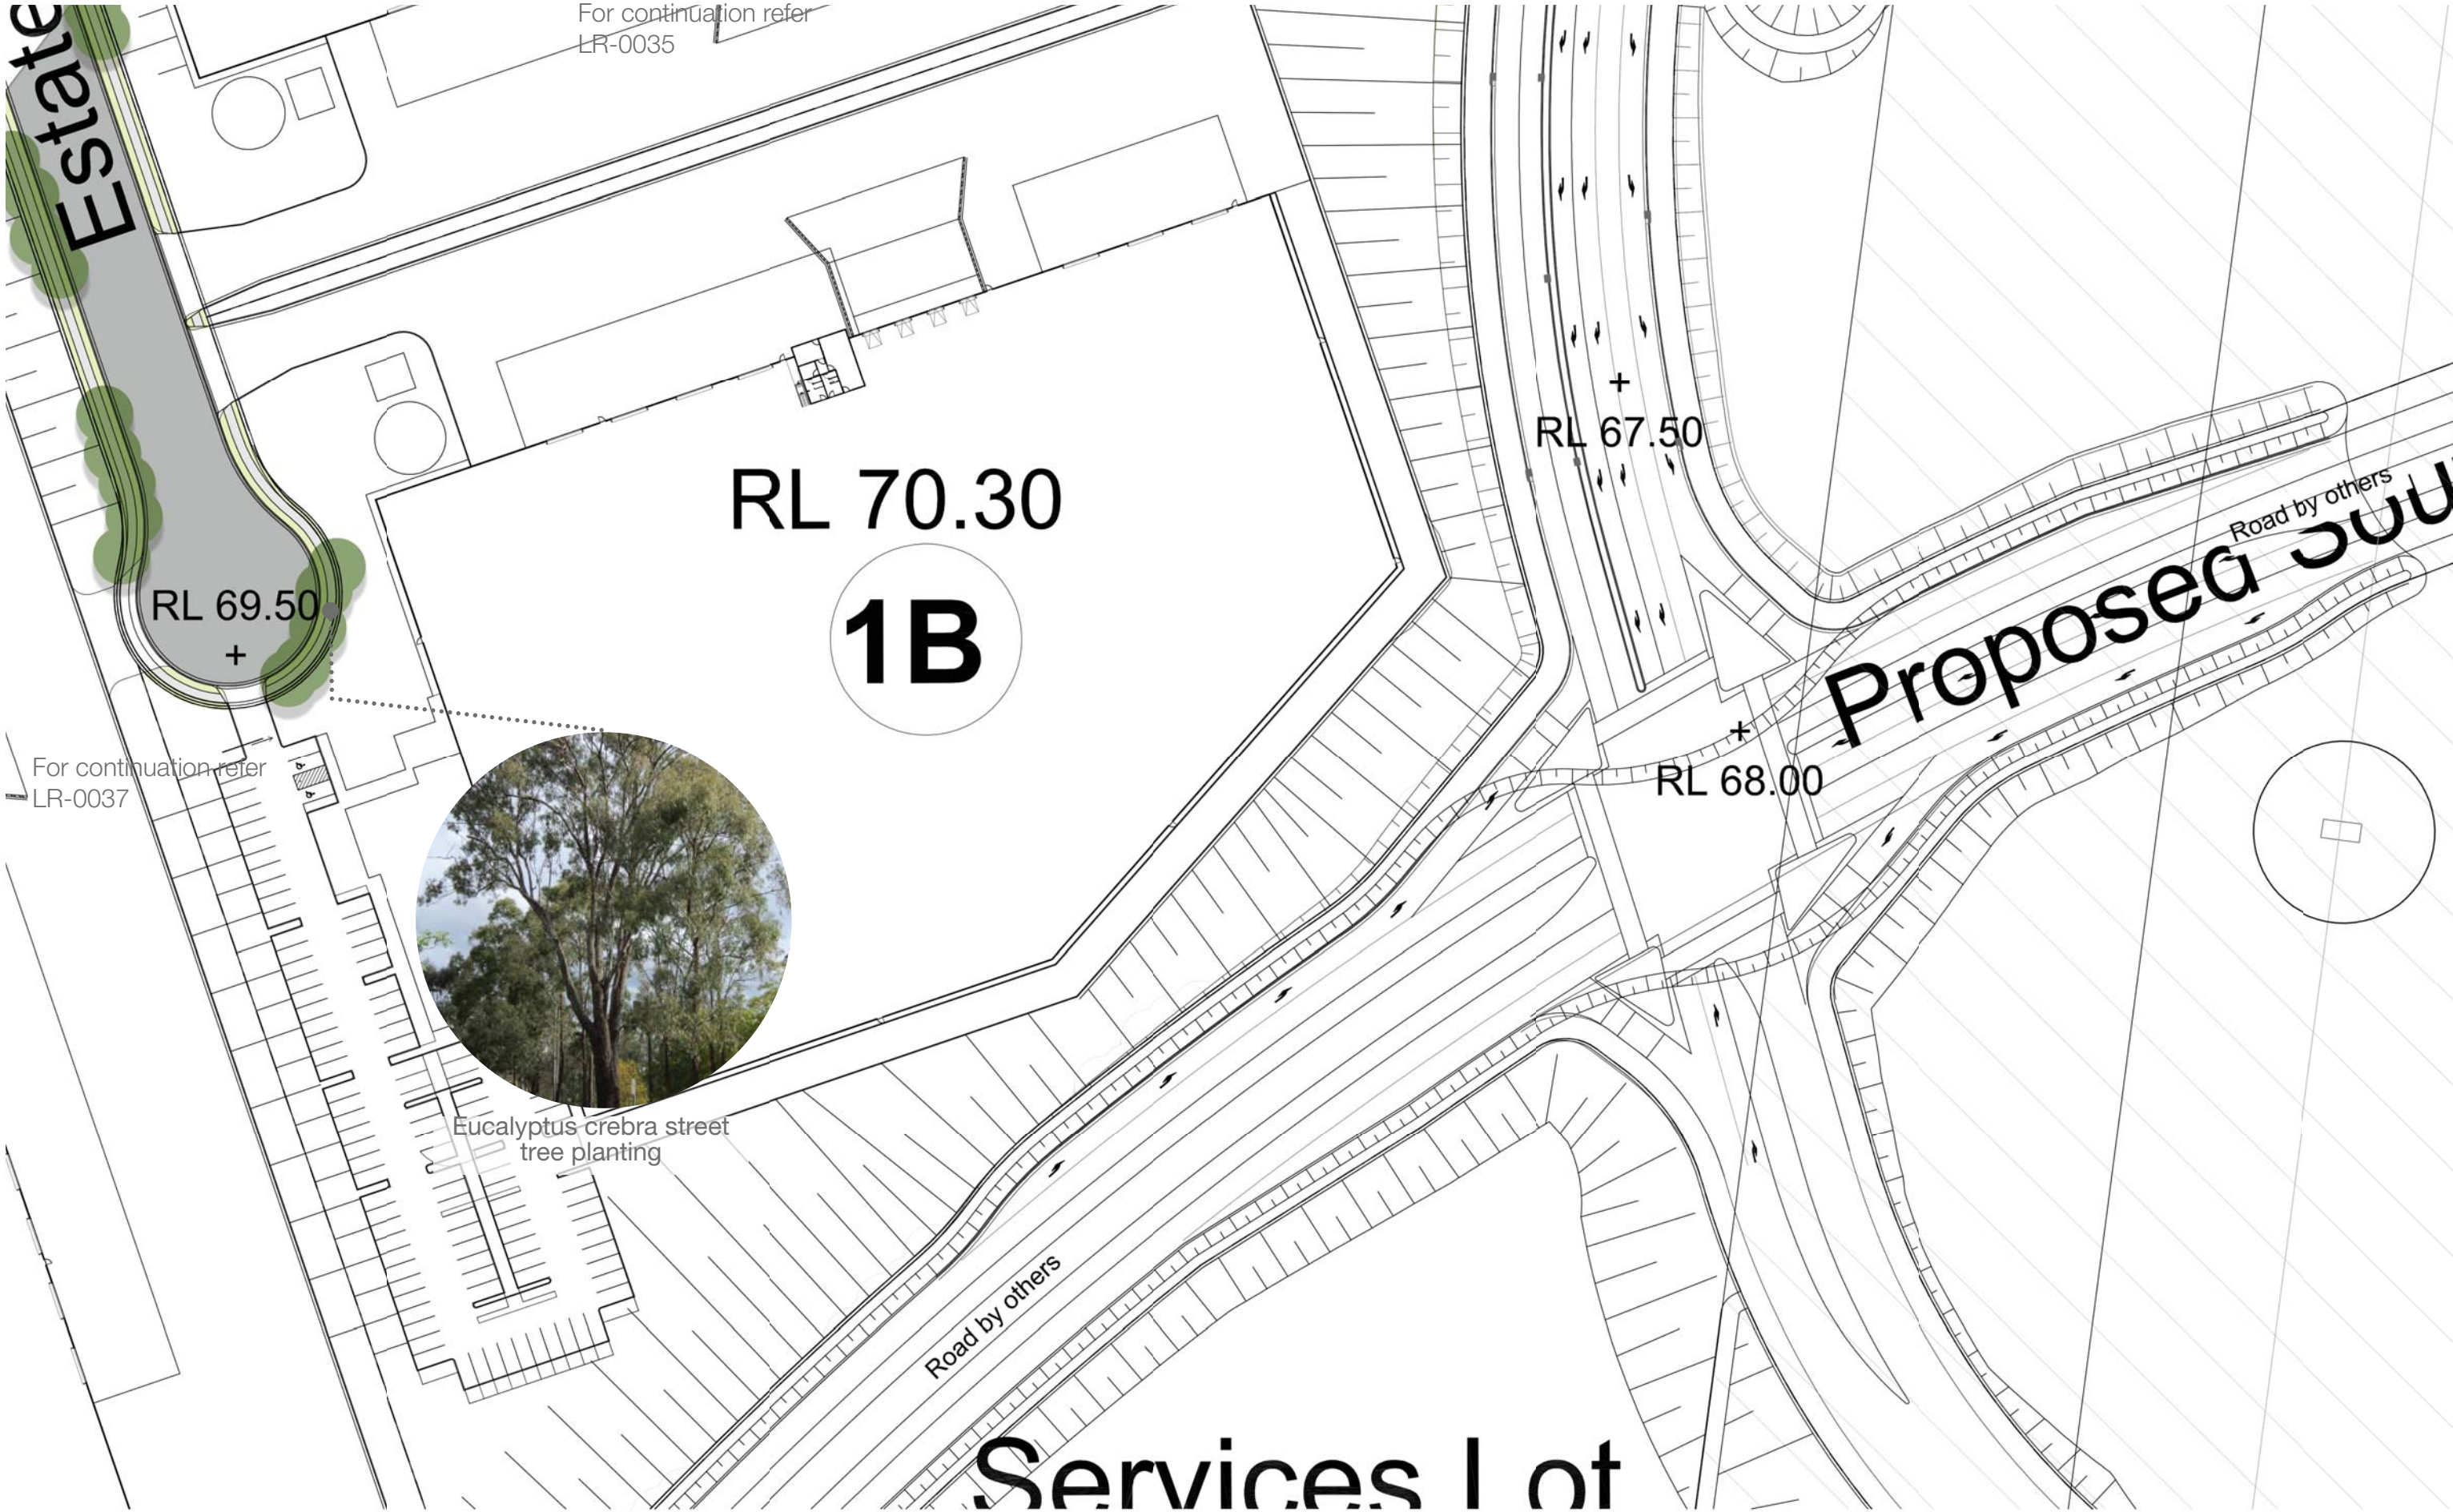 For continuation refer
LR-0035
Estate
RL 67.50
RL 70.30
1B
Road by others
Proposed
RL 69.50
+
RL 68.00
For continuation refer
LR-0037
Eucalyptus crebra street
tree planting
Road by others
Services Lot